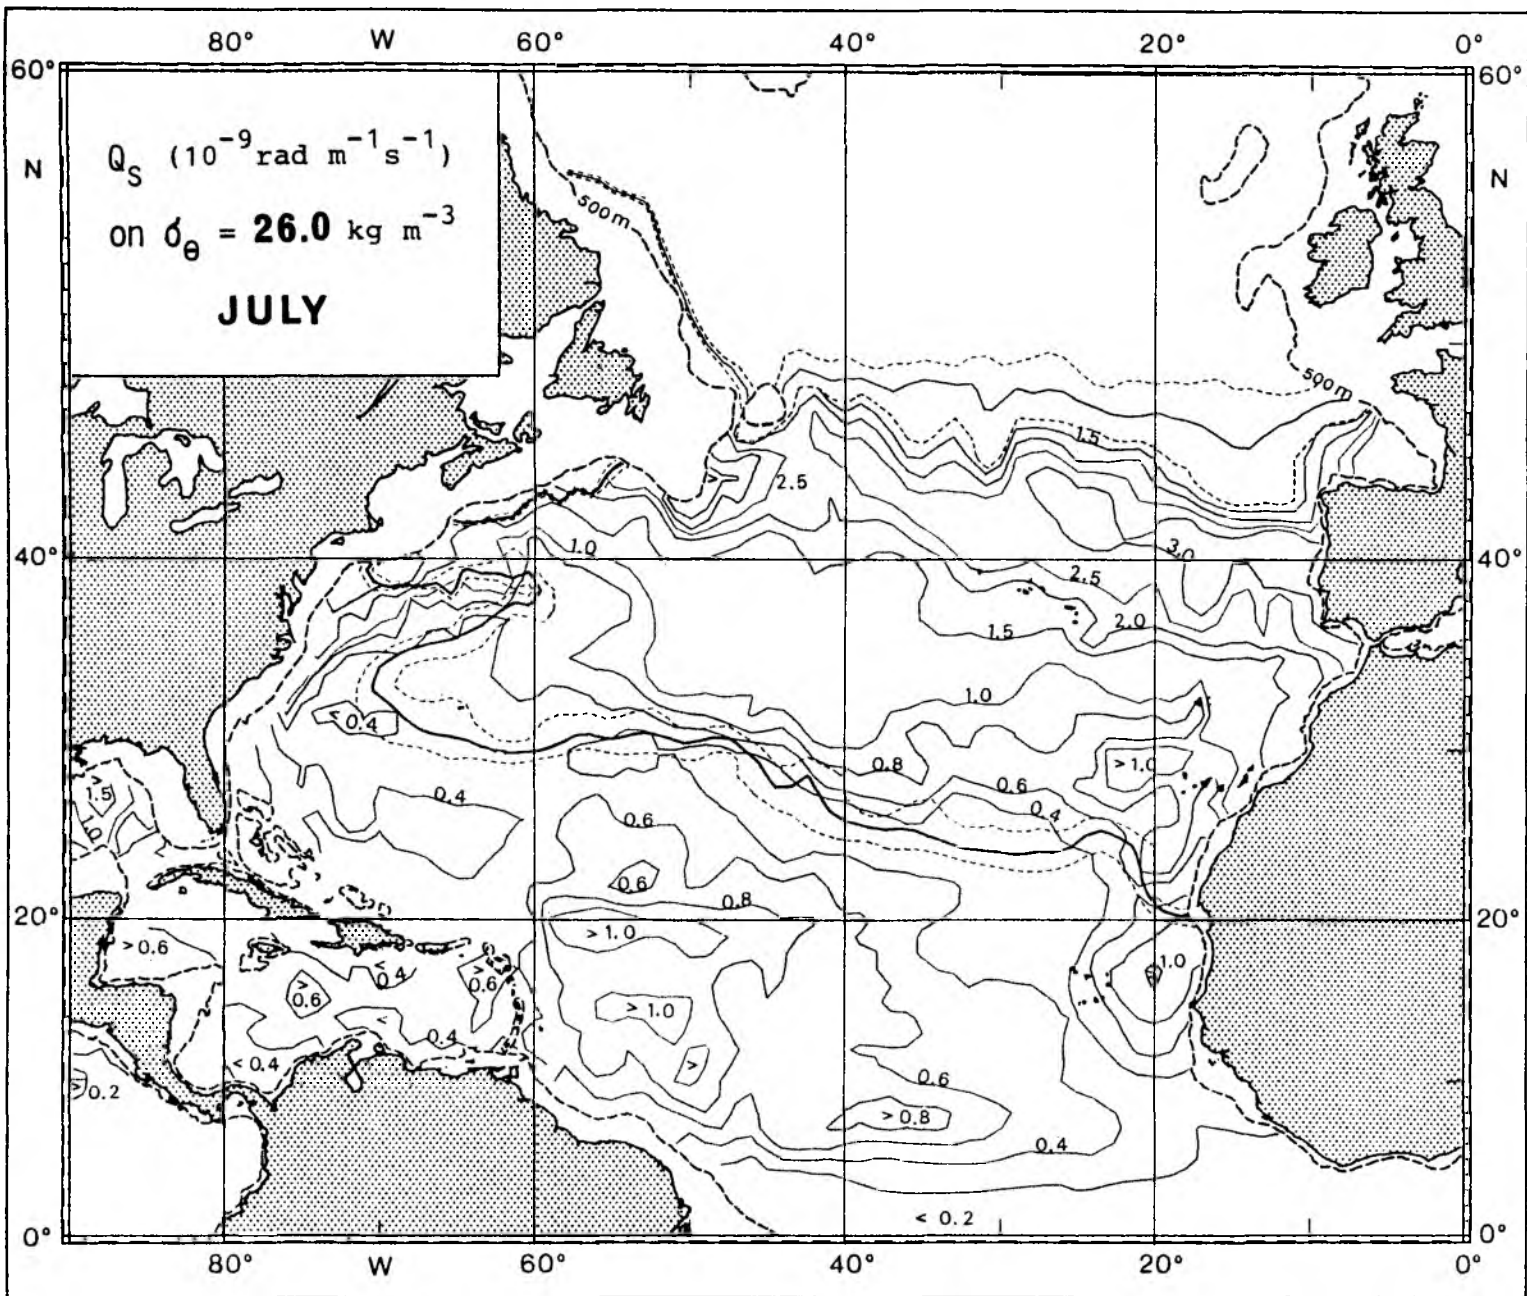 80° W 60° 40° 20° 0°
60° 60°
N N
Q_S (10^-9 rad m^-1 s^-1)
on σ_θ = 26.0 kg m^-3
JULY
500 m
500 m
1.5
2.5
40° 1.0 3.0 40°
2.5
1.5 2.0
1.0
< 0.4
0.8 > 1.0
1.5 0.4 0.6
1.0 0.6 0.4
0.6
0.8
20° 20°
> 0.6 > 1.0
< 0.4 > 0.6 1.0
> 0.6 > 1.0
<
0.4 >
< 0.4 0.6
> 0.2 > 0.8
0.4
< 0.2
0° 0°
80° W 60° 40° 20° 0°